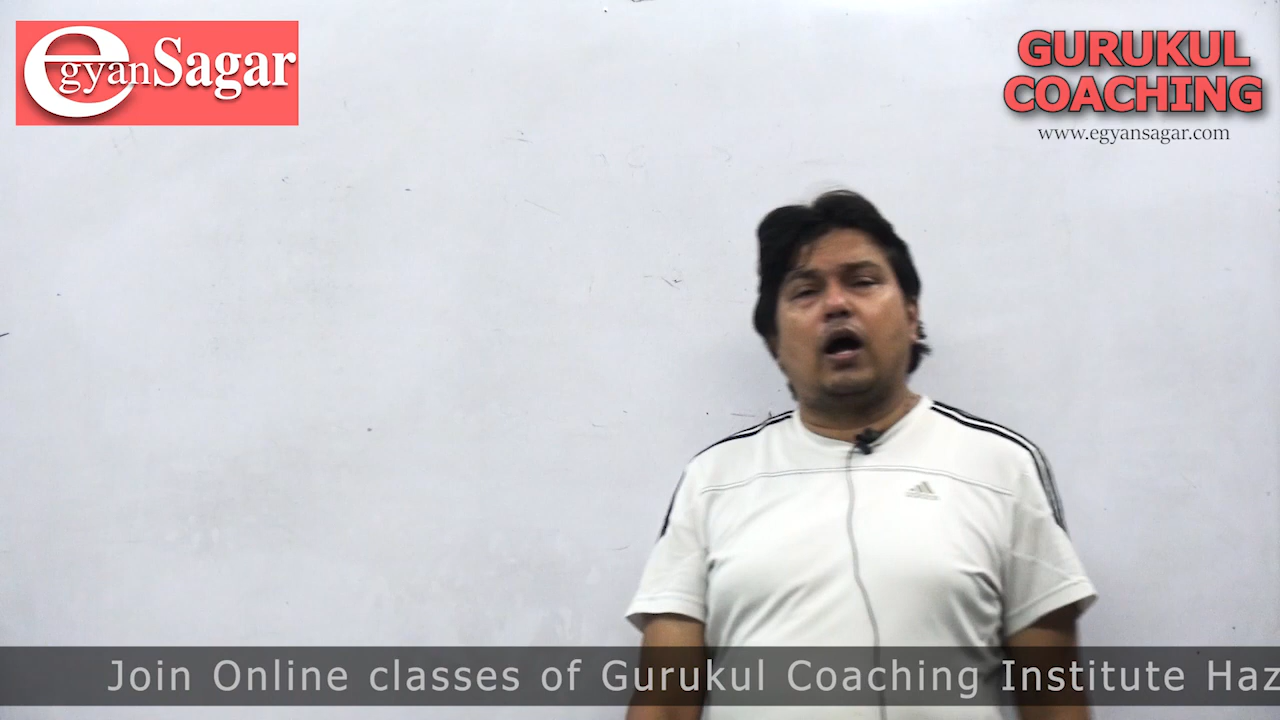 egyanSagar
GURUKUL
COACHING
www.egyansagar.com
Join Online classes of Gurukul Coaching Institute Haz